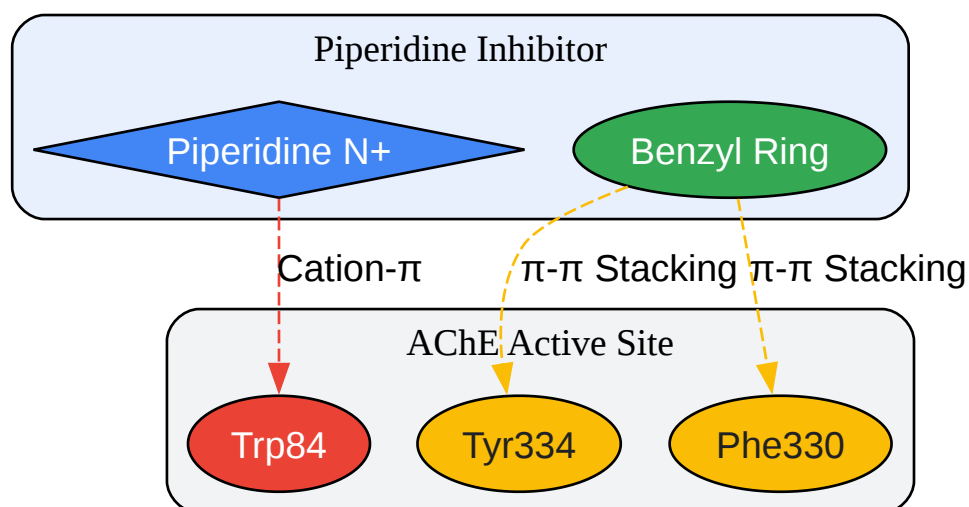 Piperidine Inhibitor
Piperidine N+
Benzyl Ring
Cation-π
π-π Stacking
π-π Stacking
AChE Active Site
Trp84
Tyr334
Phe330